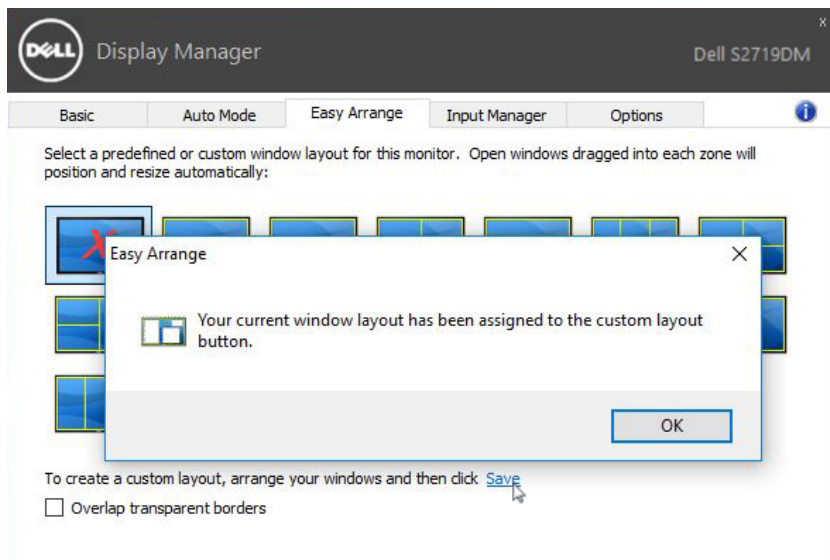 DELL Display Manager
x
Dell S2719DM
Basic Auto Mode Easy Arrange Input Manager Options i
Select a predefined or custom window layout for this monitor. Open windows dragged into each zone will
position and resize automatically:
Easy Arrange
Your current window layout has been assigned to the custom layout
button.
OK
To create a custom layout, arrange your windows and then click Save
Overlap transparent borders